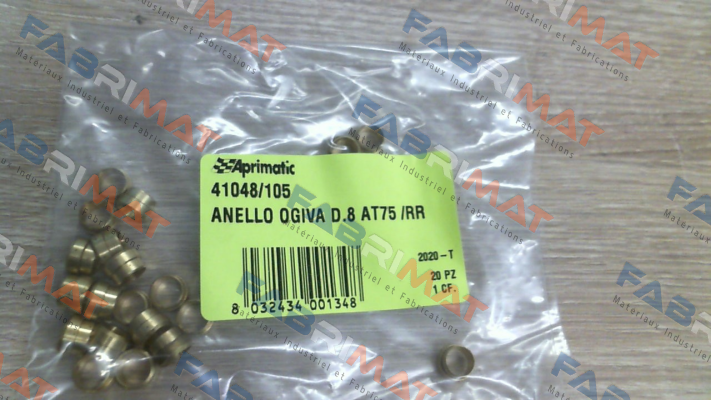 Aprimatic
41048/105
ANELLO OGIVA D.8 AT75 /RR
2020-T
20 PZ
1 CF.
8 032434 001348
FABRIMAT
Matériaux Industriel et Fabrications